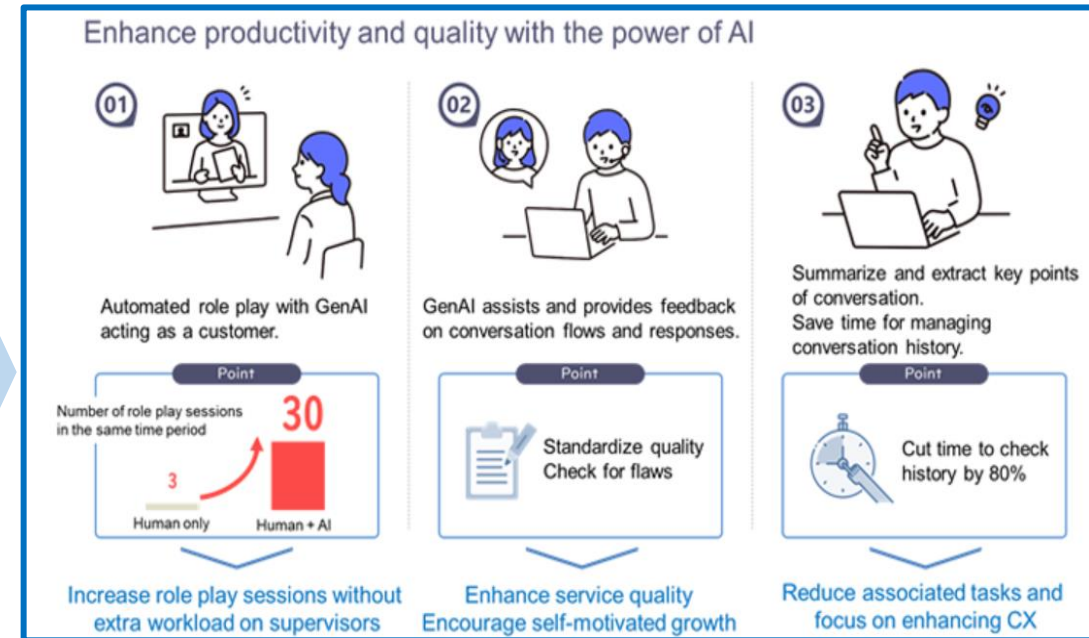 Enhance productivity and quality with the power of AI
01
Automated role play with GenAI
acting as a customer.
Point
Number of role play sessions
in the same time period
3
30
Human only
Human + AI
Increase role play sessions without
extra workload on supervisors
02
GenAI assists and provides feedback
on conversation flows and responses.
Point
Standardize quality
Check for flaws
Enhance service quality
Encourage self-motivated growth
03
Summarize and extract key points
of conversation.
Save time for managing
conversation history.
Point
Cut time to check
history by 80%
Reduce associated tasks and
focus on enhancing CX